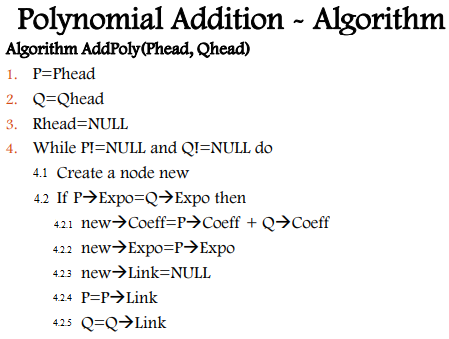 Polynomial Addition - Algorithm
Algorithm AddPoly(Phead, Qhead)
1. P=Phead
2. Q=Qhead
3. Rhead=NULL
4. While P!=NULL and Q!=NULL do
4.1 Create a node new
4.2 If P→Expo=Q→Expo then
4.2.1 new→Coeff=P→Coeff + Q→Coeff
4.2.2 new→Expo=P→Expo
4.2.3 new→Link=NULL
4.2.4 P=P→Link
4.2.5 Q=Q→Link